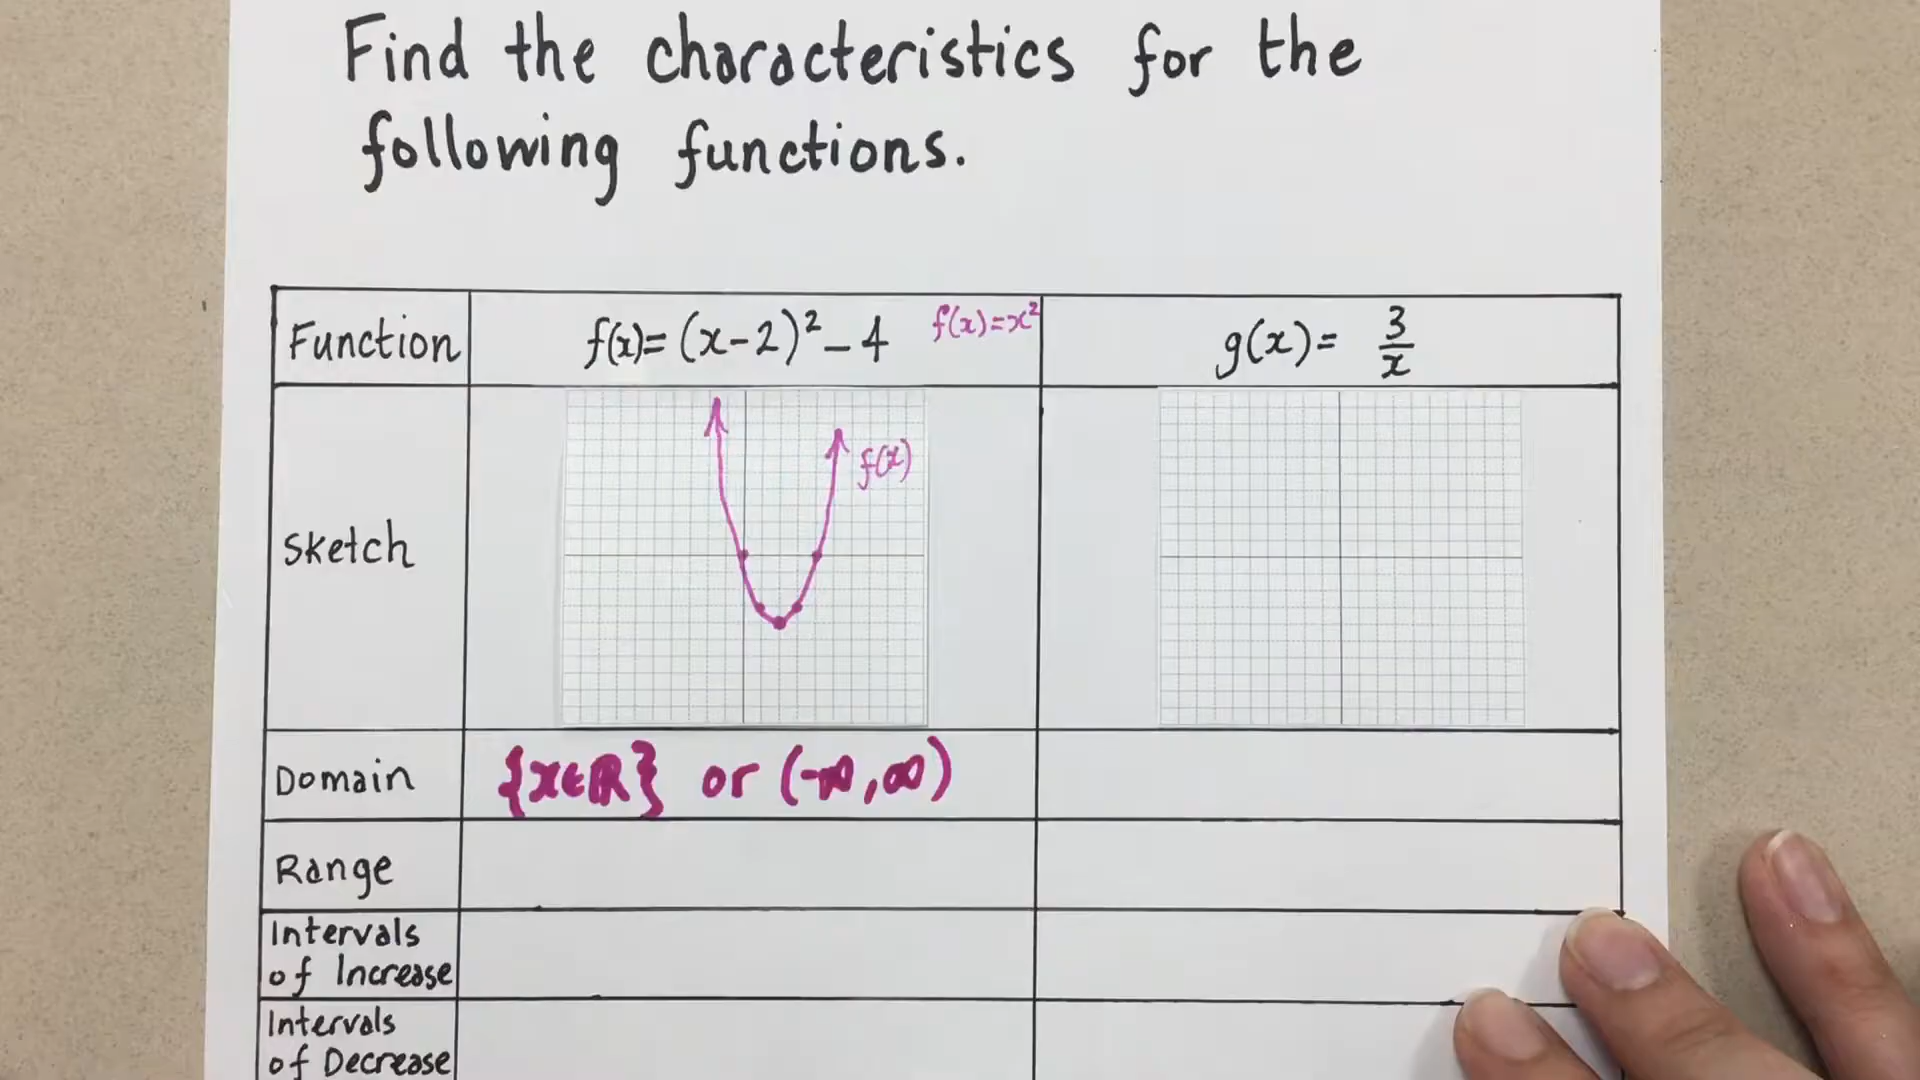 Find the characteristics for the
following functions.
Function f(x)= (x-2)² - 4 f(x)=x² g(x)= 3/x
Sketch f(x)
Domain {x∈ℝ} or (-∞,∞)
Range
Intervals
of Increase
Intervals
of Decrease